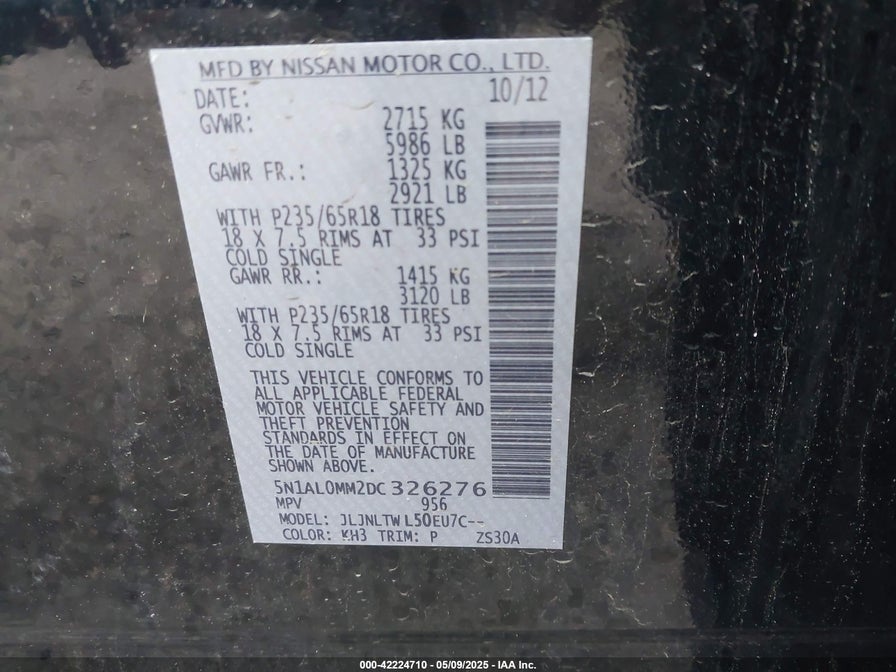 MFD BY NISSAN MOTOR CO., LTD.
DATE: 10/12
GVWR: 2715 KG
5986 LB
GAWR FR.: 1325 KG
2921 LB
WITH P235/65R18 TIRES
18 X 7.5 RIMS AT 33 PSI
COLD SINGLE
GAWR RR.: 1415 KG
3120 LB
WITH P235/65R18 TIRES
18 X 7.5 RIMS AT 33 PSI
COLD SINGLE
THIS VEHICLE CONFORMS TO
ALL APPLICABLE FEDERAL
MOTOR VEHICLE SAFETY AND
THEFT PREVENTION
STANDARDS IN EFFECT ON
THE DATE OF MANUFACTURE
SHOWN ABOVE.
5N1AL0MM2DC326276
MPV 956
MODEL: JLJNLTWL50EU7C--
COLOR: KH3 TRIM: P ZS30A
000-42224710 - 05/09/2025 - IAA Inc.